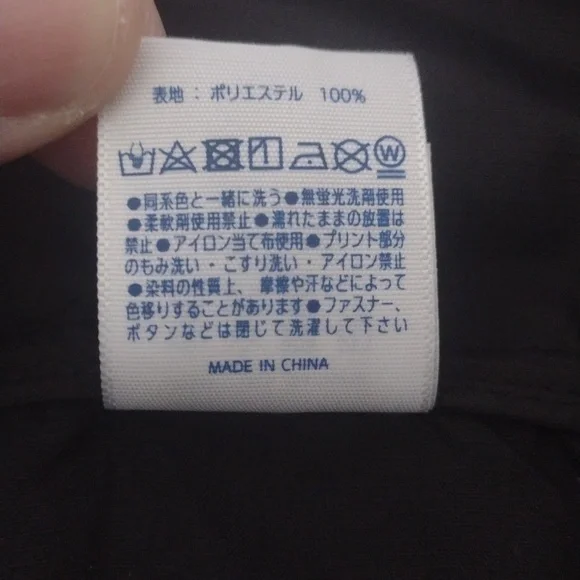 表地：ポリエステル 100%
W
●同系色と一緒に洗う●無蛍光洗剤使用
●柔軟剤使用禁止●濡れたままの放置は
禁止●アイロン当て布使用●プリント部分
のもみ洗い・こすり洗い・アイロン禁止
●染料の性質上、摩擦や汗などによって
色移りすることがあります●ファスナー、
ボタンなどは閉じて洗濯して下さい
MADE IN CHINA